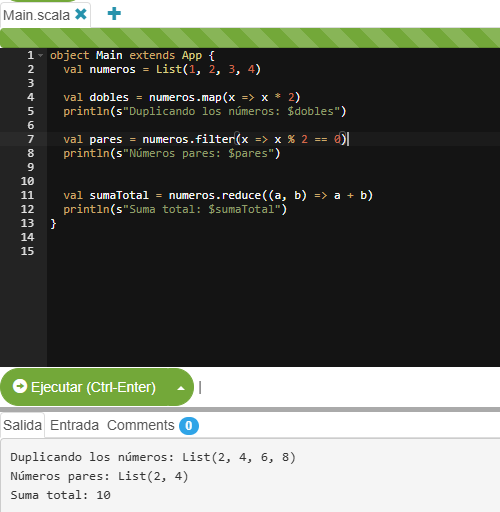 Main.scala ✖ ✚
1 object Main extends App {
2   val numeros = List(1, 2, 3, 4)
3
4   val dobles = numeros.map(x => x * 2)
5   println(s"Duplicando los números: $dobles")
6
7   val pares = numeros.filter(x => x % 2 == 0)
8   println(s"Números pares: $pares")
9
10
11   val sumaTotal = numeros.reduce((a, b) => a + b)
12   println(s"Suma total: $sumaTotal")
13 }
14
15
Ejecutar (Ctrl-Enter)
Salida Entrada Comments 0
Duplicando los números: List(2, 4, 6, 8)
Números pares: List(2, 4)
Suma total: 10